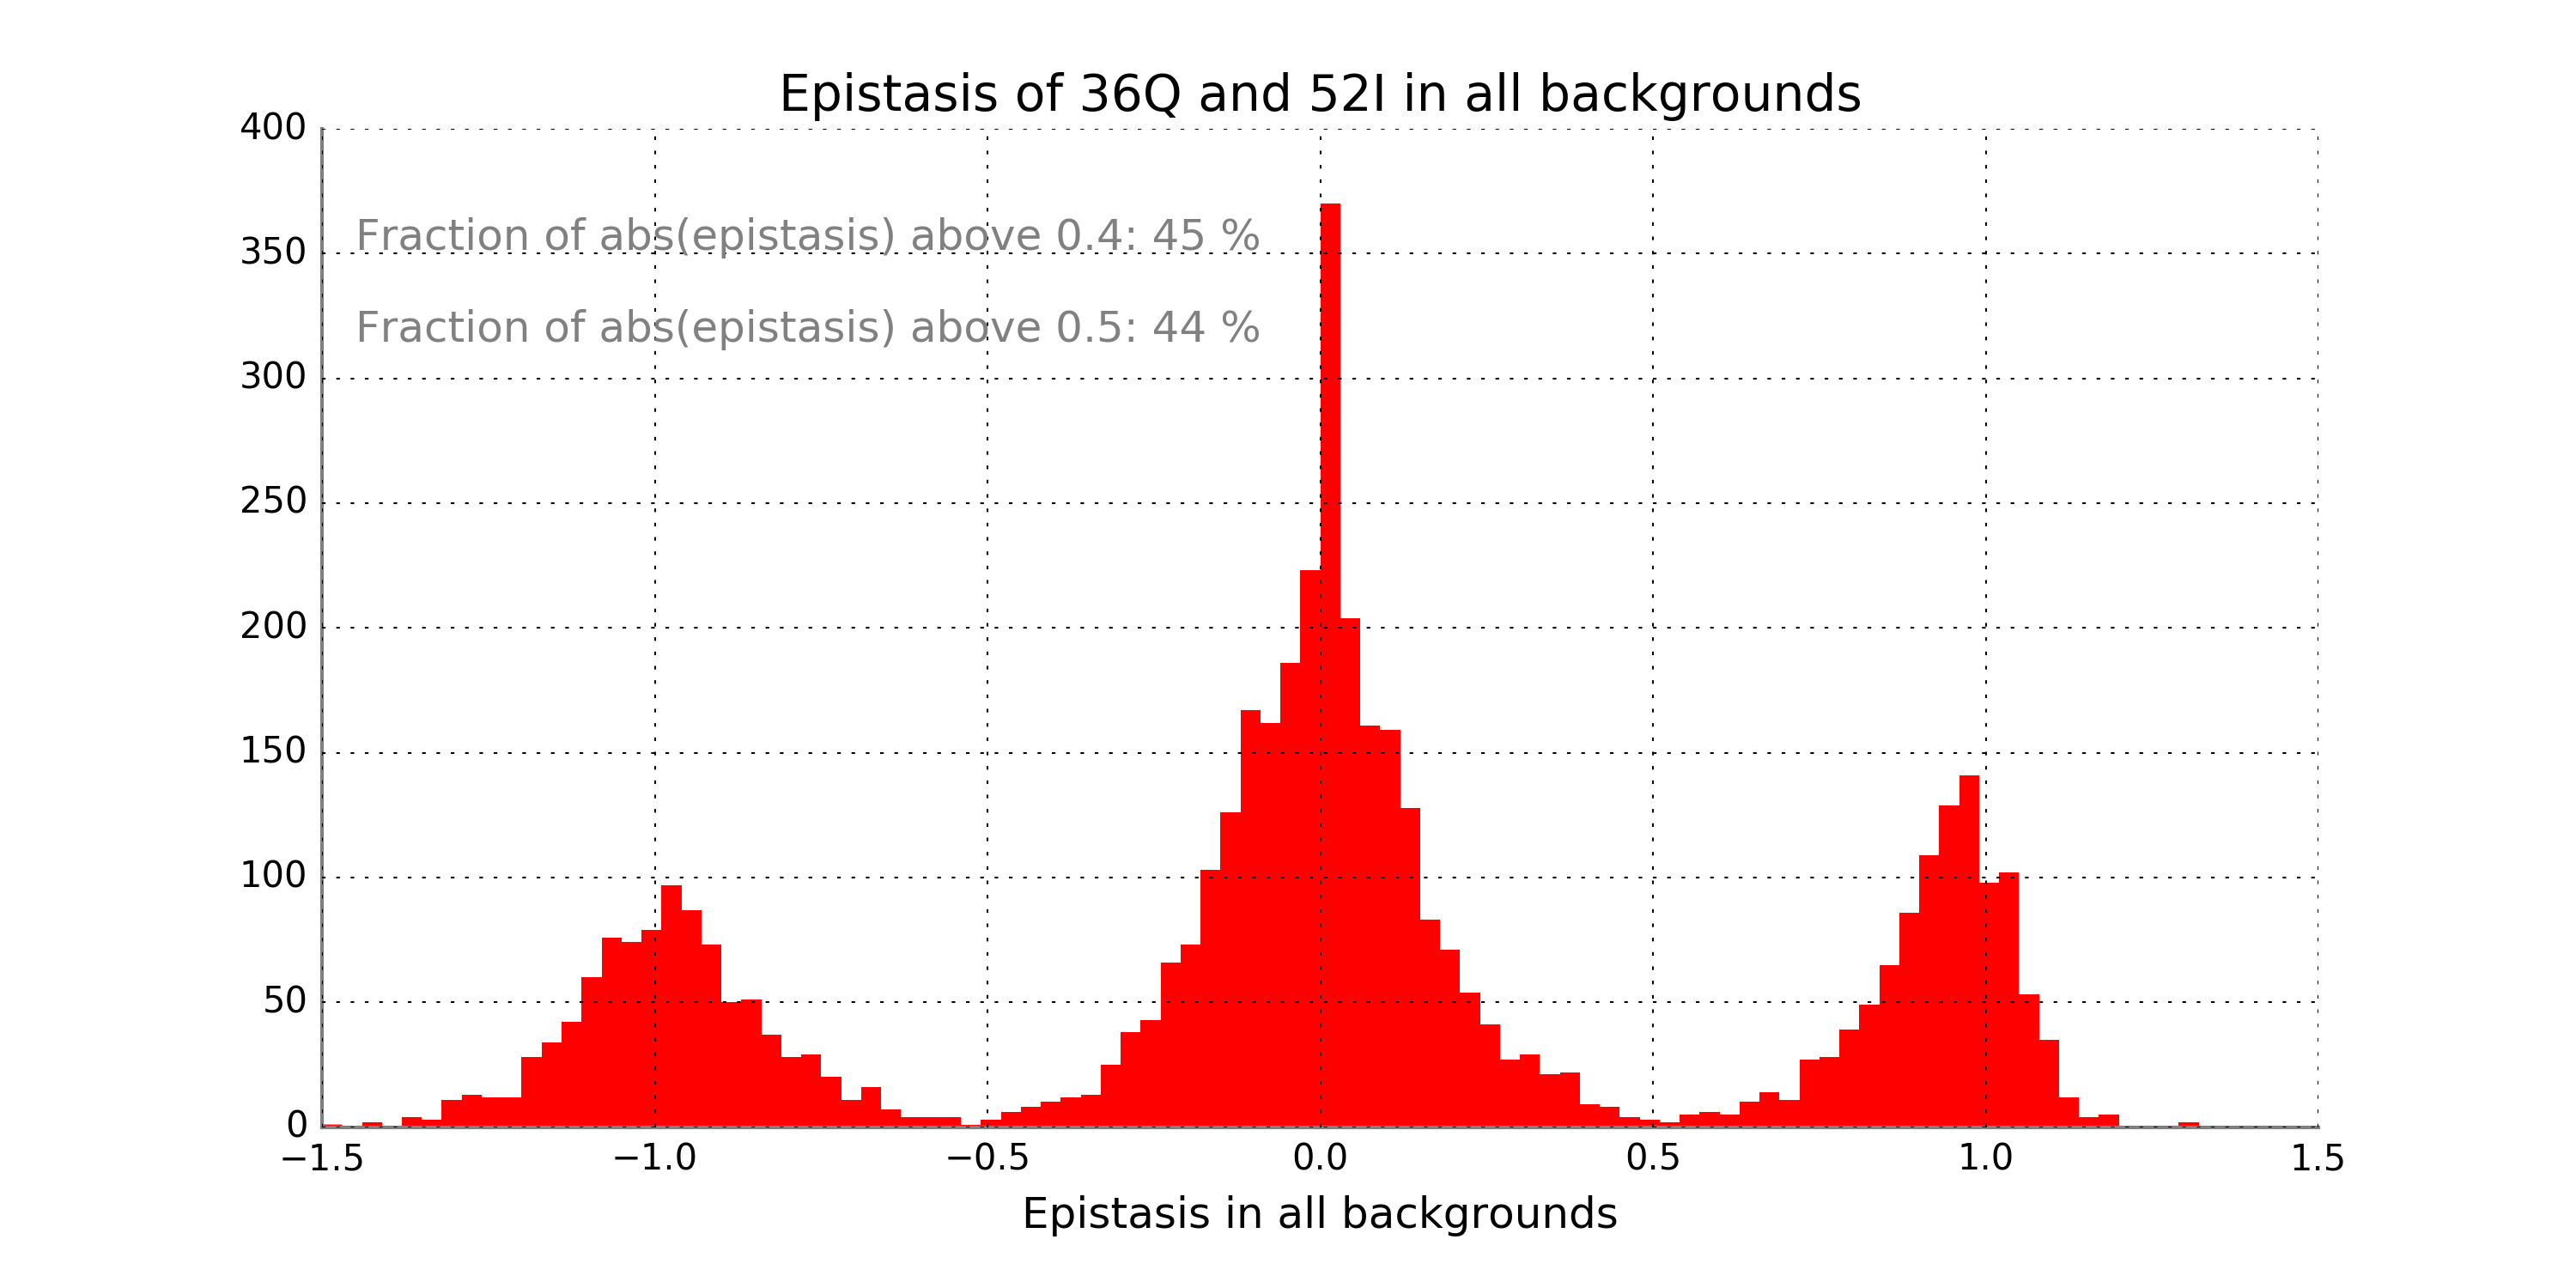 Epistasis of 36Q and 52I in all backgrounds
400
350
300
250
200
150
100
50
0
Fraction of abs(epistasis) above 0.4: 45 %
Fraction of abs(epistasis) above 0.5: 44 %
−1.5 −1.0 −0.5 0.0 0.5 1.0 1.5
Epistasis in all backgrounds